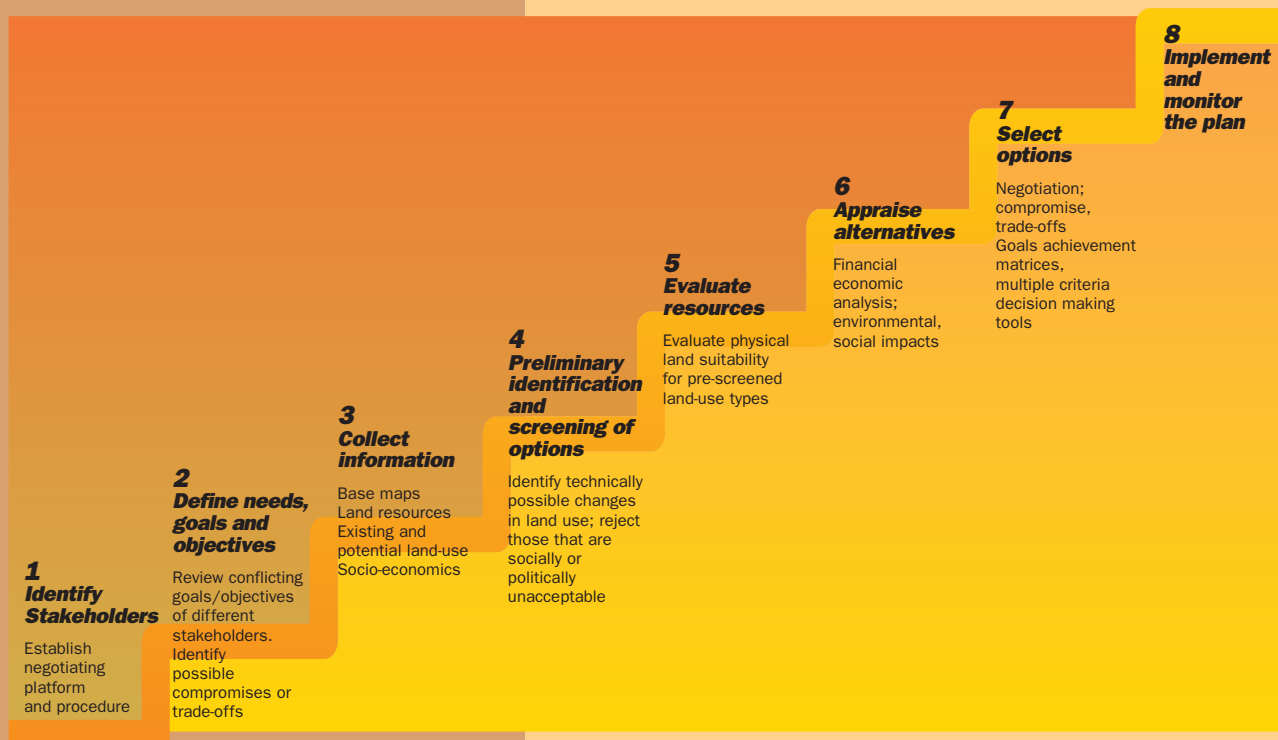 1
Identify
Stakeholders
Establish
negotiating
platform
and procedure
2
Define needs,
goals and
objectives
Review conflicting
goals/objectives
of different
stakeholders.
Identify
possible
compromises or
trade-offs
3
Collect
information
Base maps
Land resources
Existing and
potential land-use
Socio-economics
4
Preliminary
identification
and
screening of
options
Identify technically
possible changes
in land use; reject
those that are
socially or
politically
unacceptable
5
Evaluate
resources
Evaluate physical
land suitability
for pre-screened
land-use types
6
Appraise
alternatives
Financial
economic
analysis;
environmental,
social impacts
7
Select
options
Negotiation;
compromise,
trade-offs
Goals achievement
matrices,
multiple criteria
decision making
tools
8
Implement
and
monitor
the plan